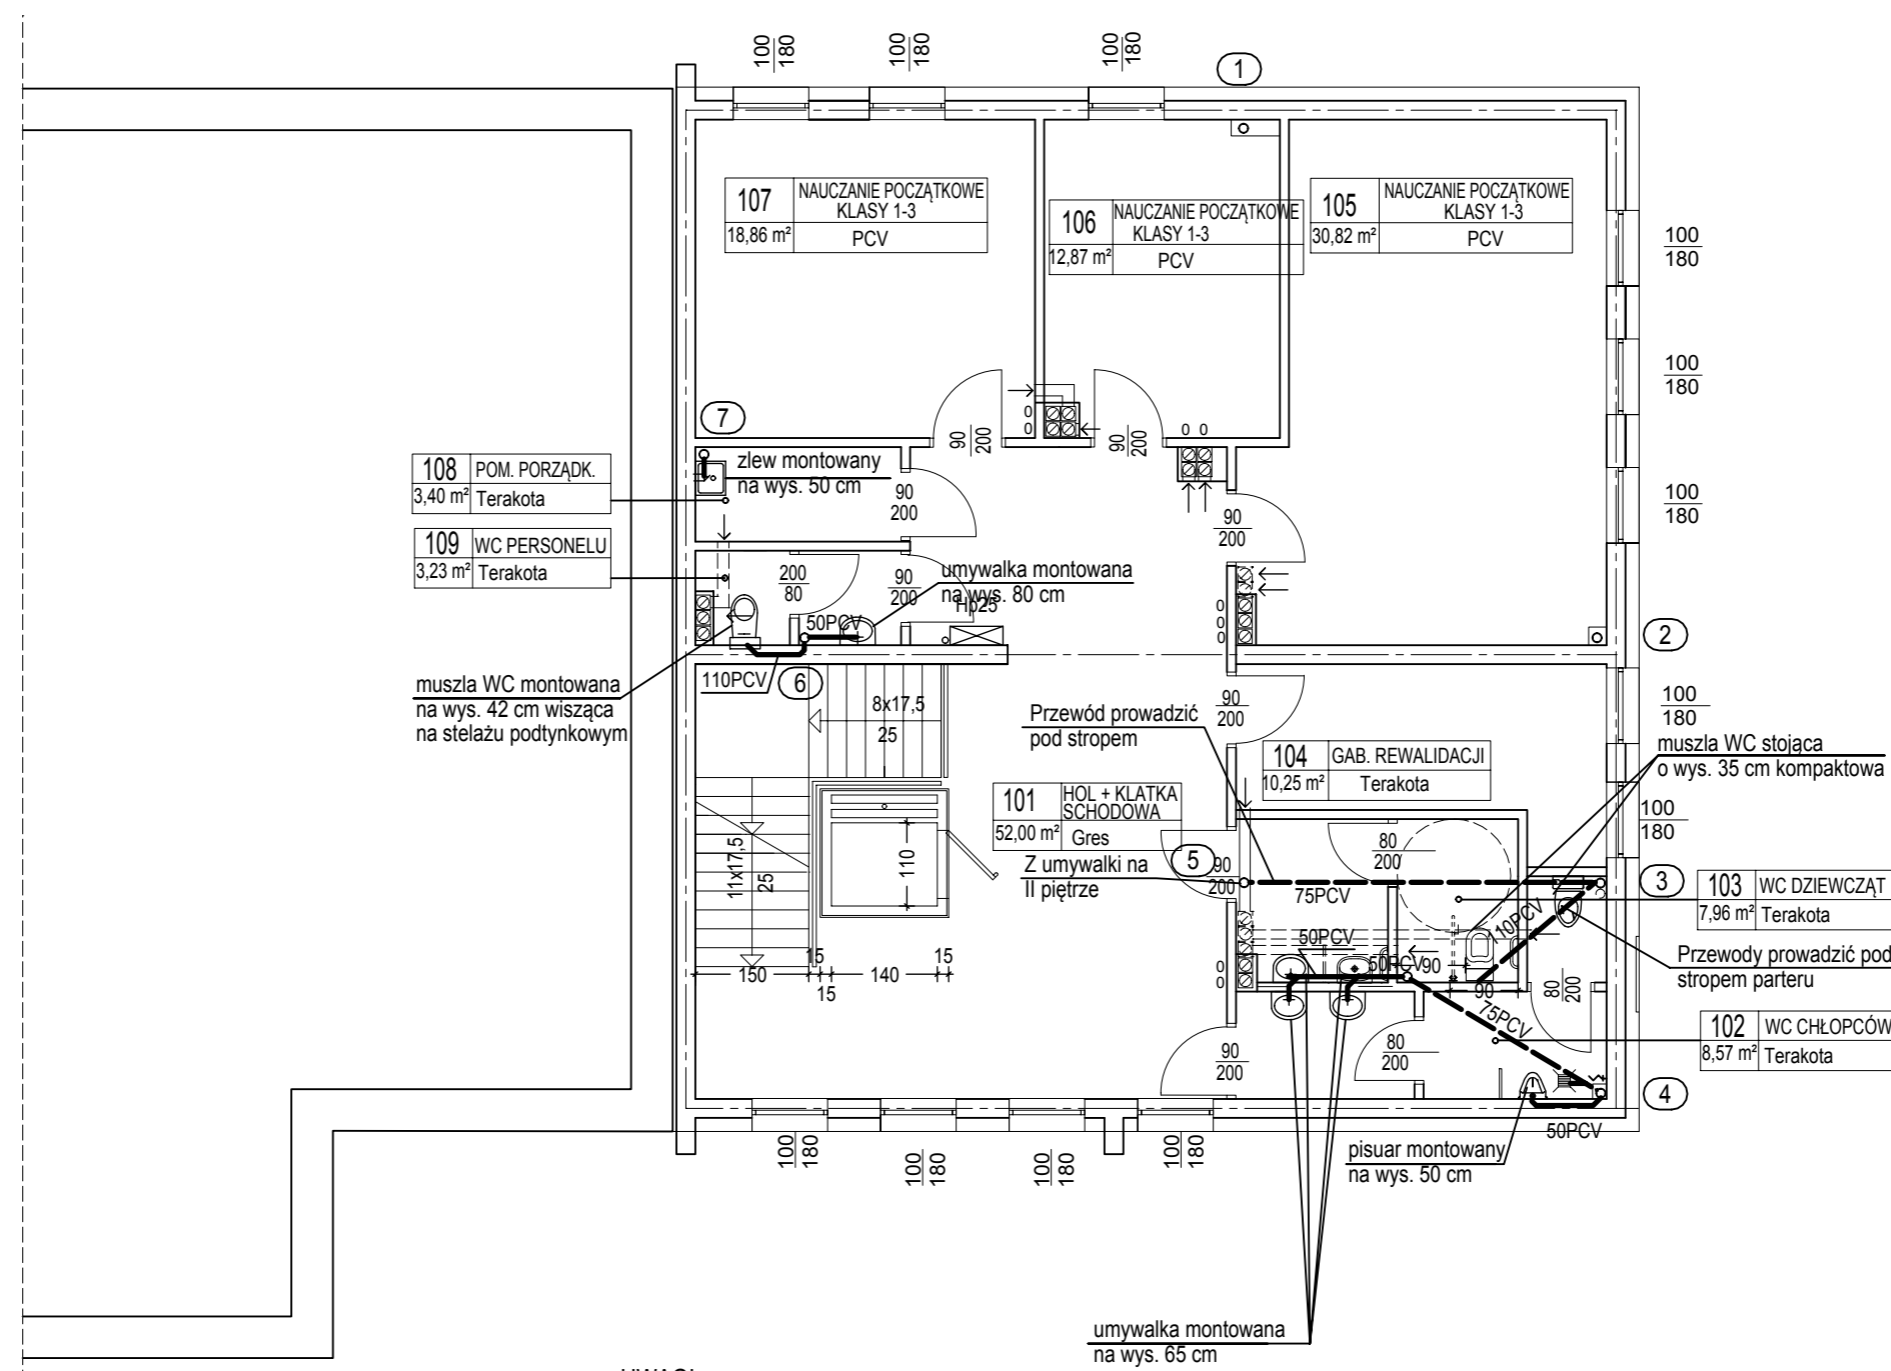 100
180
100
180
100
180
1
107
NAUCZANIE POCZĄTKOWE
KLASY 1-3
18,86 m²
PCV
106
NAUCZANIE POCZĄTKOWE
KLASY 1-3
12,87 m²
PCV
105
NAUCZANIE POCZĄTKOWE
KLASY 1-3
30,82 m²
PCV
100
180
100
180
100
180
7
90
200
0
0
90
200
0 0
108
POM. PORZĄDK.
3,40 m²
Terakota
zlew montowany
na wys. 50 cm
90
200
90
200
109
WC PERSONELU
3,23 m²
Terakota
200
80
90
200
umywalka montowana
na wys. 80 cm
Hp25
50PCV
0
0
0
2
110PCV
6
muszla WC montowana
na wys. 42 cm wisząca
na stelażu podtynkowym
8x17,5
25
90
200
100
180
Przewód prowadzić
pod stropem
muszla WC stojąca
o wys. 35 cm kompaktowa
104
GAB. REWALIDACJI
10,25 m²
Terakota
101
HOL + KLATKA
SCHODOWA
52,00 m²
Gres
100
180
11x17,5
25
110
5
90
200
Z umywalki na
II piętrze
80
200
75PCV
3
103
WC DZIEWCZĄT
7,96 m²
Terakota
110PCV
50PCV
50PCV
90
90
Przewody prowadzić pod
stropem parteru
15
15
150
140
15
0
0
80
200
75PCV
102
WC CHŁOPCÓW
8,57 m²
Terakota
90
200
80
200
4
50PCV
100
180
100
180
100
180
100
180
pisuar montowany
na wys. 50 cm
umywalka montowana
na wys. 65 cm